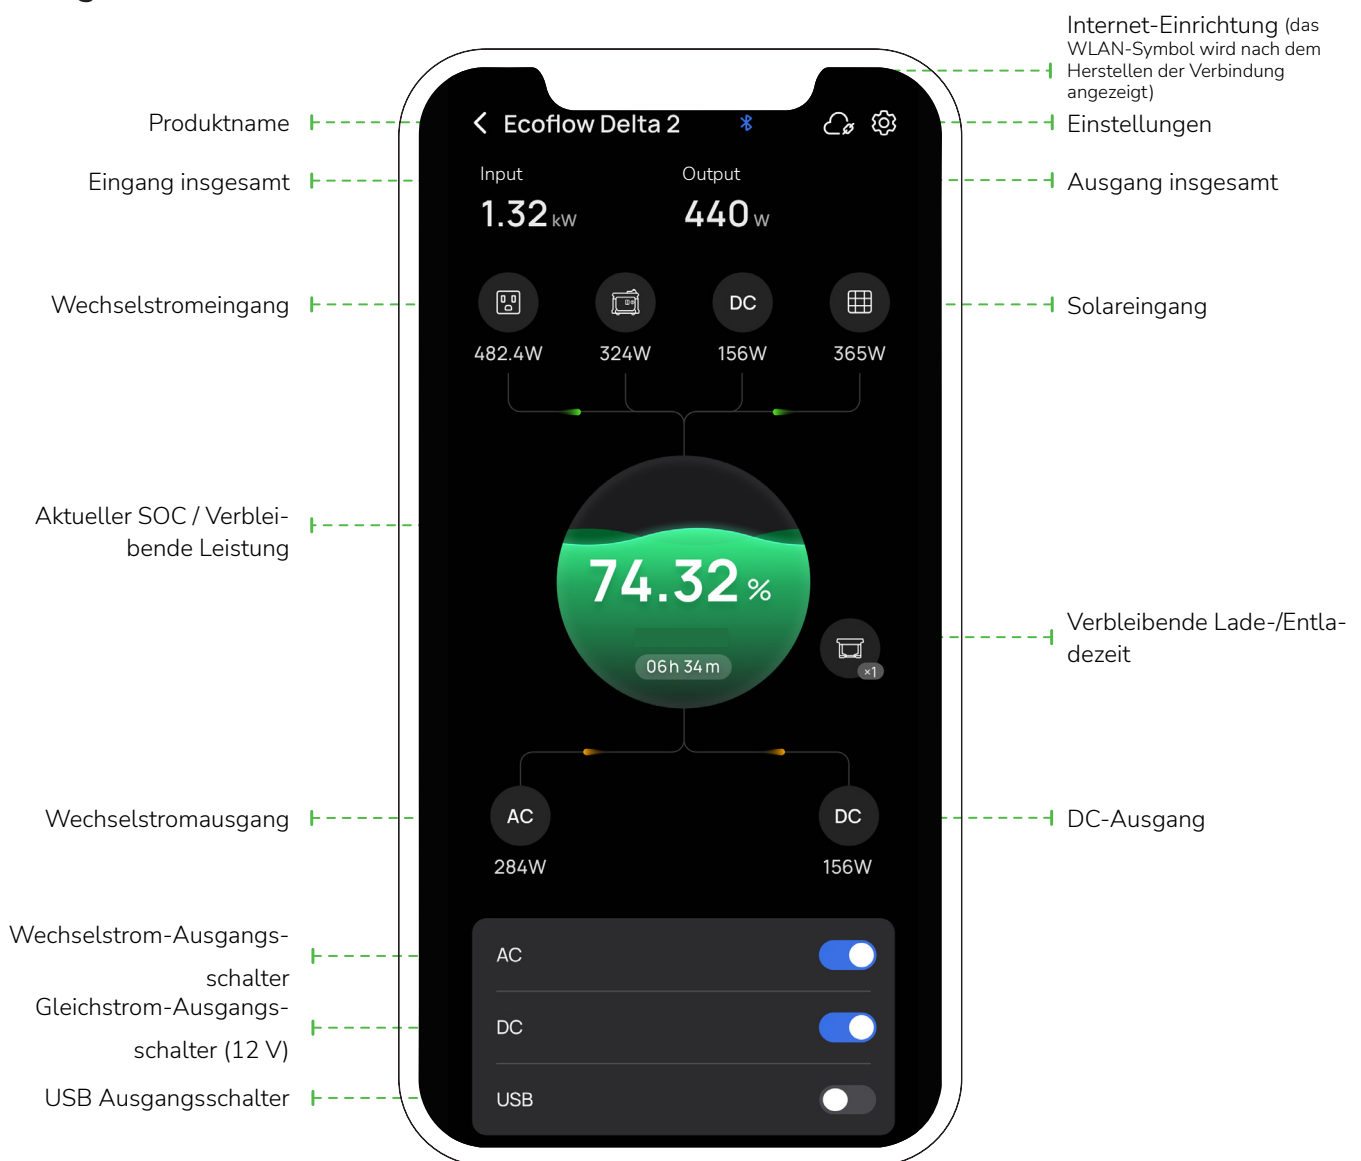 Internet-Einrichtung (das
WLAN-Symbol wird nach dem
Herstellen der Verbindung
angezeigt)
Produktname
Ecoflow Delta 2
Einstellungen
Eingang insgesamt
Input
Output
Ausgang insgesamt
1.32 kW
440 W
Wechselstromeingang
DC
Solareingang
482.4W
324W
156W
365W
Aktueller SOC / Verblei-
bende Leistung
74.32 %
06h 34m
×1
Verbleibende Lade-/Entla-
dezeit
Wechselstromausgang
AC
DC
DC-Ausgang
284W
156W
Wechselstrom-Ausgangs-
schalter
AC
Gleichstrom-Ausgangs-
schalter (12 V)
DC
USB Ausgangsschalter
USB